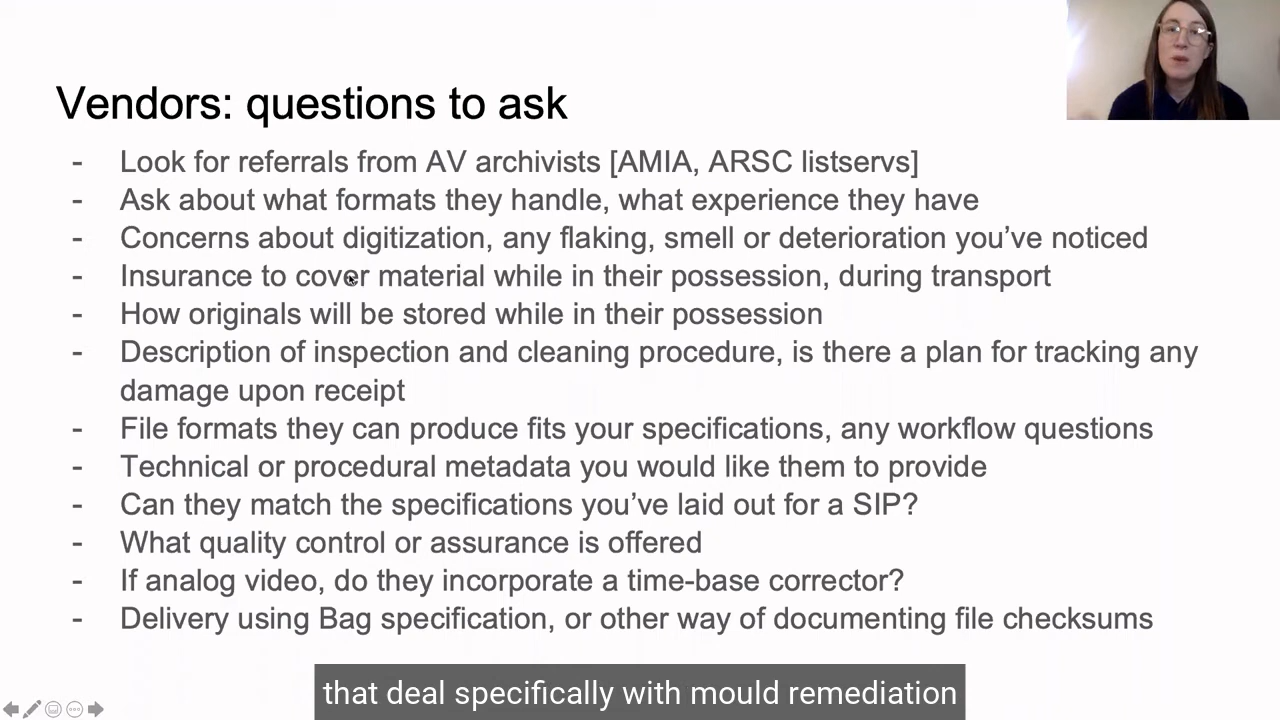 Vendors: questions to ask
- Look for referrals from AV archivists [AMIA, ARSC listservs]
- Ask about what formats they handle, what experience they have
- Concerns about digitization, any flaking, smell or deterioration you’ve noticed
- Insurance to cover material while in their possession, during transport
- How originals will be stored while in their possession
- Description of inspection and cleaning procedure, is there a plan for tracking any
damage upon receipt
- File formats they can produce fits your specifications, any workflow questions
- Technical or procedural metadata you would like them to provide
- Can they match the specifications you’ve laid out for a SIP?
- What quality control or assurance is offered
- If analog video, do they incorporate a time-base corrector?
- Delivery using Bag specification, or other way of documenting file checksums
that deal specifically with mould remediation